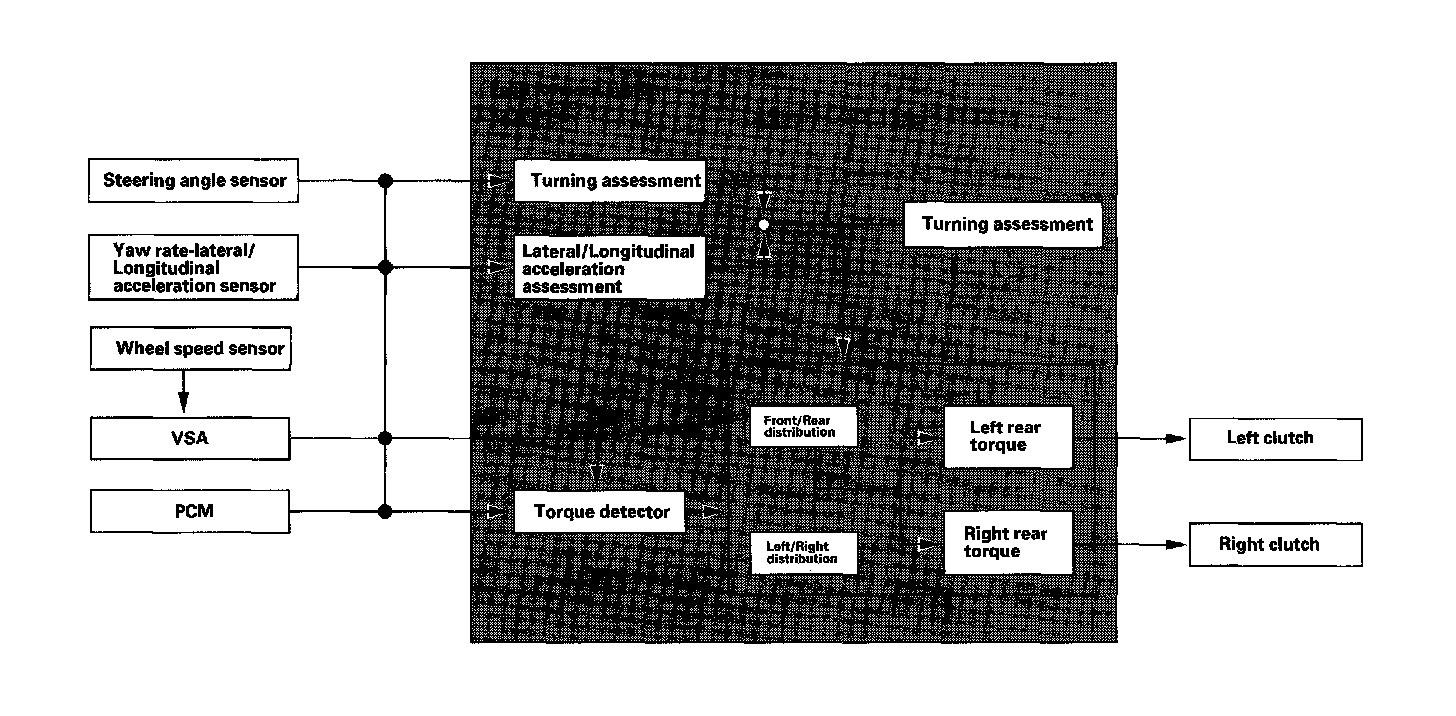 Steering angle sensor
Turning assessment
Turning assessment
Yaw rate-lateral/
Longitudinal
acceleration sensor
Lateral/Longitudinal
acceleration
assessment
Wheel speed sensor
VSA
Front/Rear
distribution
Left rear
torque
Left clutch
PCM
Torque detector
Left/Right
distribution
Right rear
torque
Right clutch